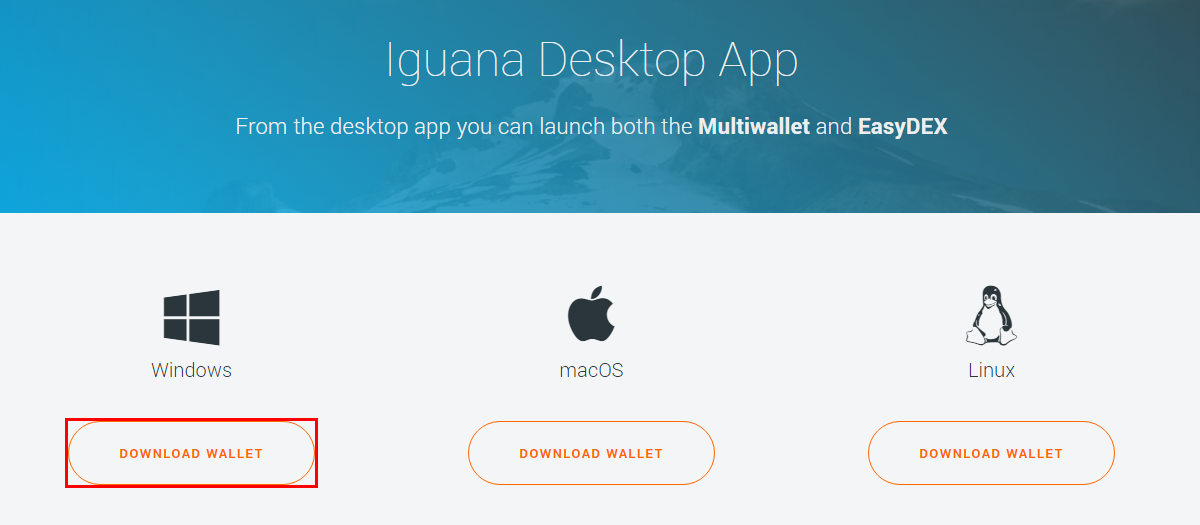 Iguana Desktop App
From the desktop app you can launch both the Multiwallet and EasyDEX
Windows
macOS
Linux
DOWNLOAD WALLET
DOWNLOAD WALLET
DOWNLOAD WALLET